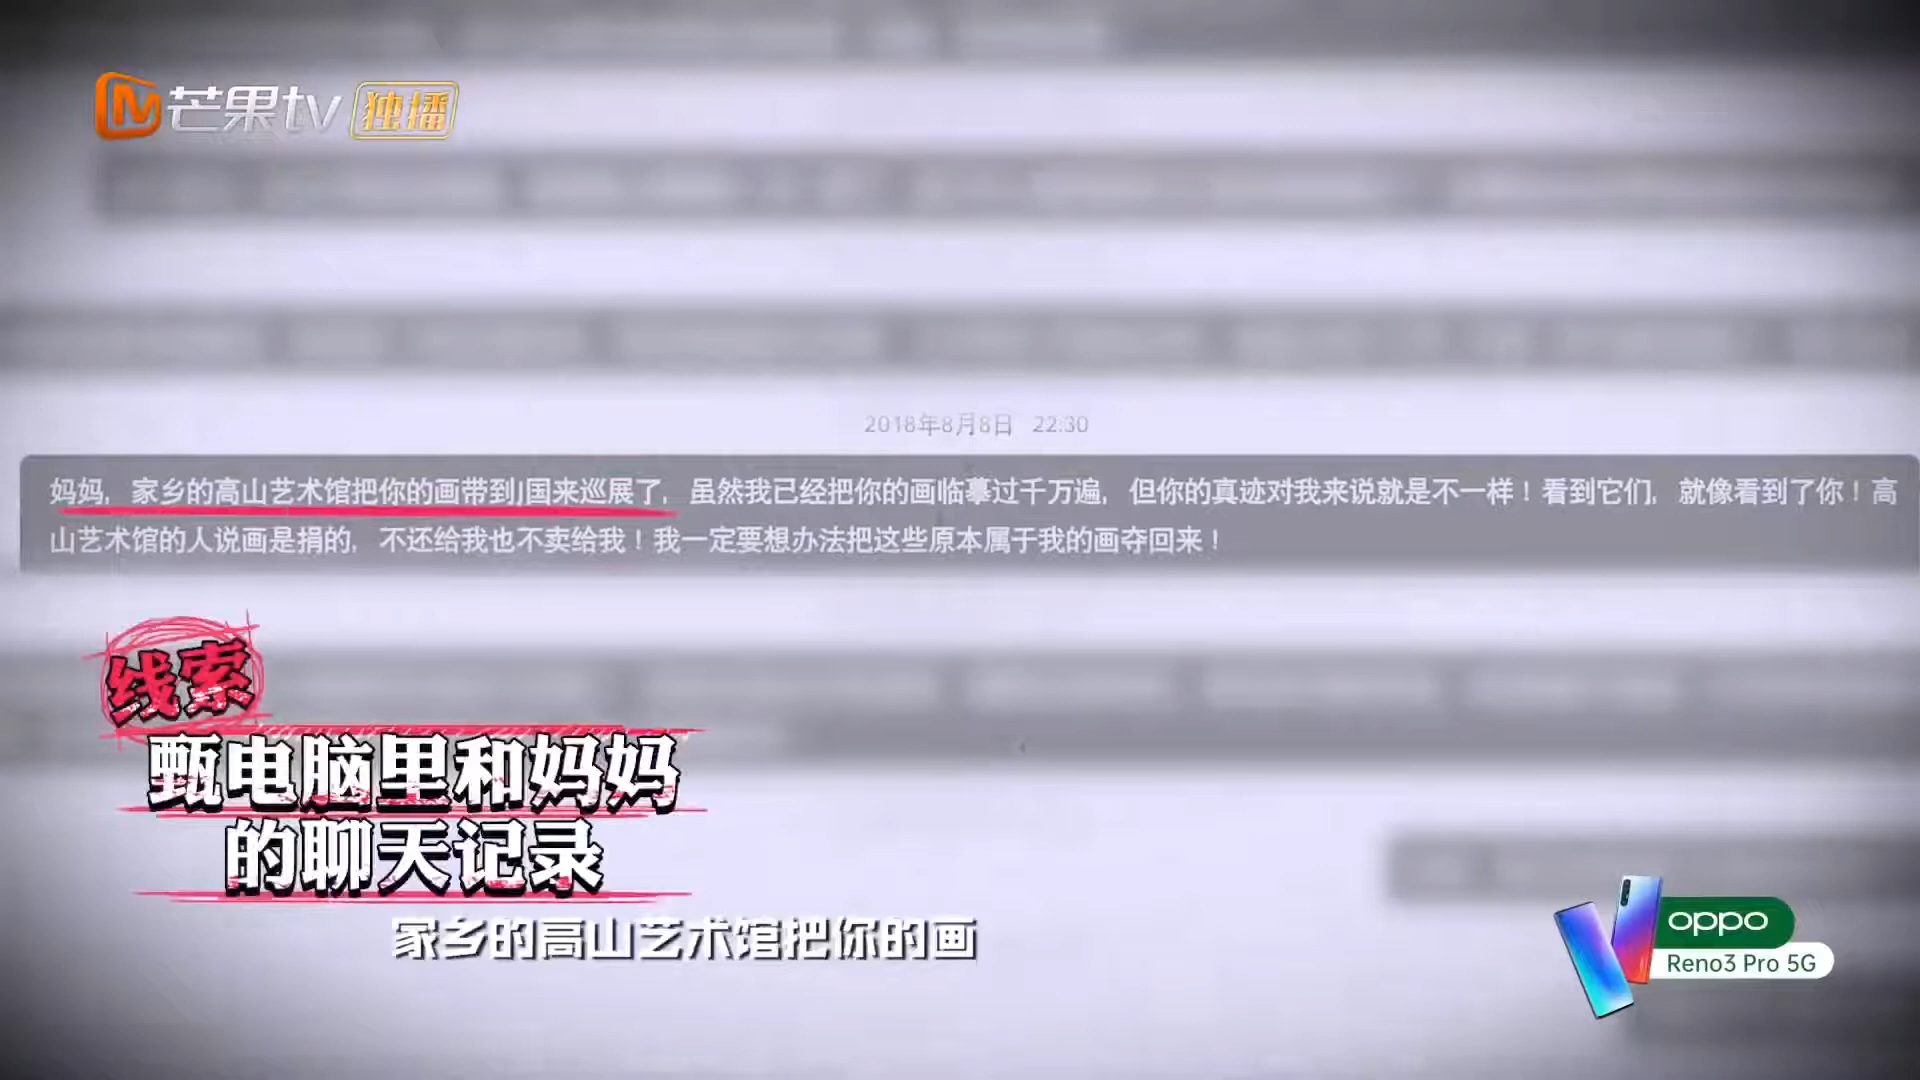 芒果tv 独播
2018年8月8日 22:30
妈妈，家乡的高山艺术馆把你的画带到J国来巡展了，虽然我已经把你的画临摹过千万遍，但你的真迹对我来说就是不一样！看到它们，就像看到了你！高
山艺术馆的人说画是捐的，不还给我也不卖给我！我一定要想办法把这些原本属于我的画夺回来！
线索
甄电脑里和妈妈
的聊天记录
家乡的高山艺术馆把你的画
oppo
Reno3 Pro 5G